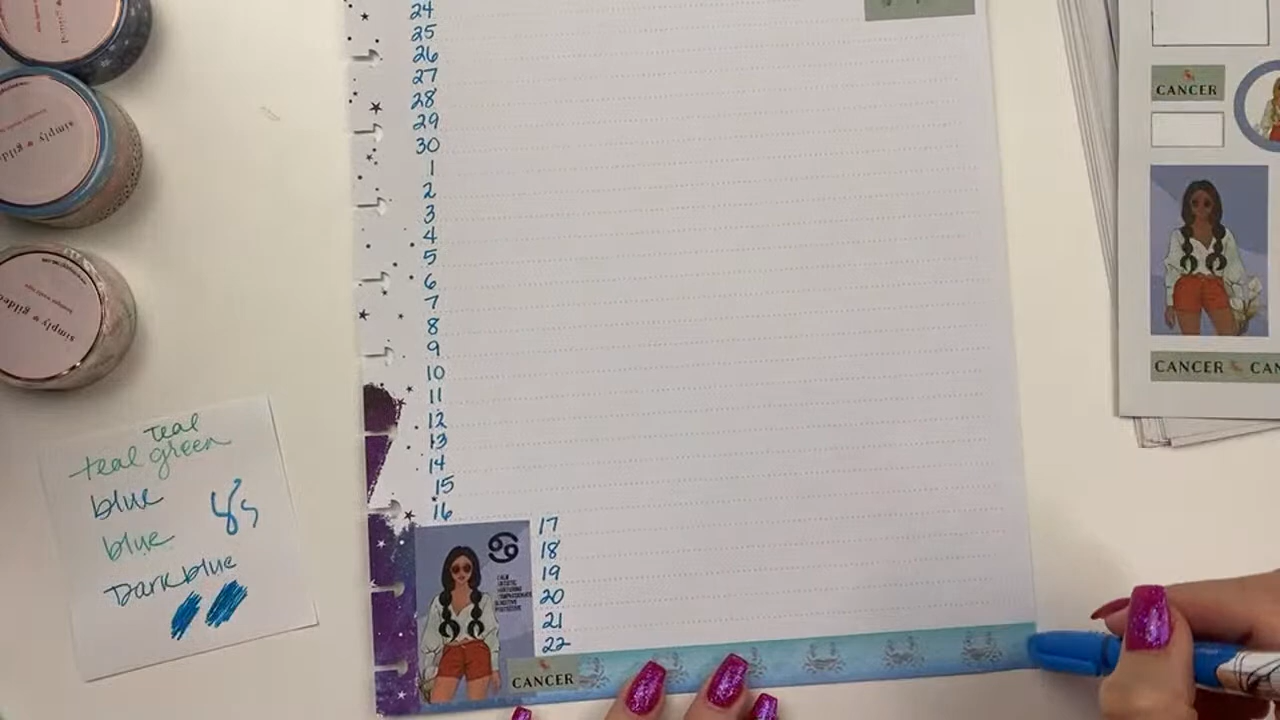 24
25
26
27
28
29
30
1
2
3
4
5
6
7
8
9
10
11
12
13
14
15
16
17
18
19
20
21
22
CANCER
teal
teal green
blue
blue
Dark blue
simply gilded
simply gilded
CANCER
CANCER CAN